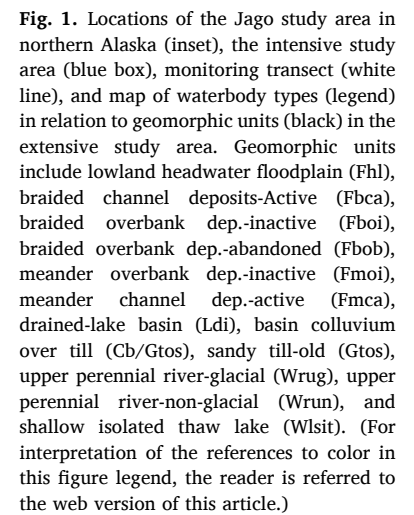 Fig. 1. Locations of the Jago study area in
northern Alaska (inset), the intensive study
area (blue box), monitoring transect (white
line), and map of waterbody types (legend)
in relation to geomorphic units (black) in the
extensive study area. Geomorphic units
include lowland headwater floodplain (Fhl),
braided channel deposits-Active (Fbca),
braided overbank dep.-inactive (Fboi),
braided overbank dep.-abandoned (Fbob),
meander overbank dep.-inactive (Fmoi),
meander channel dep.-active (Fmca),
drained-lake basin (Ldi), basin colluvium
over till (Cb/Gtos), sandy till-old (Gtos),
upper perennial river-glacial (Wrug), upper
perennial river-non-glacial (Wrun), and
shallow isolated thaw lake (Wlsit). (For
interpretation of the references to color in
this figure legend, the reader is referred to
the web version of this article.)